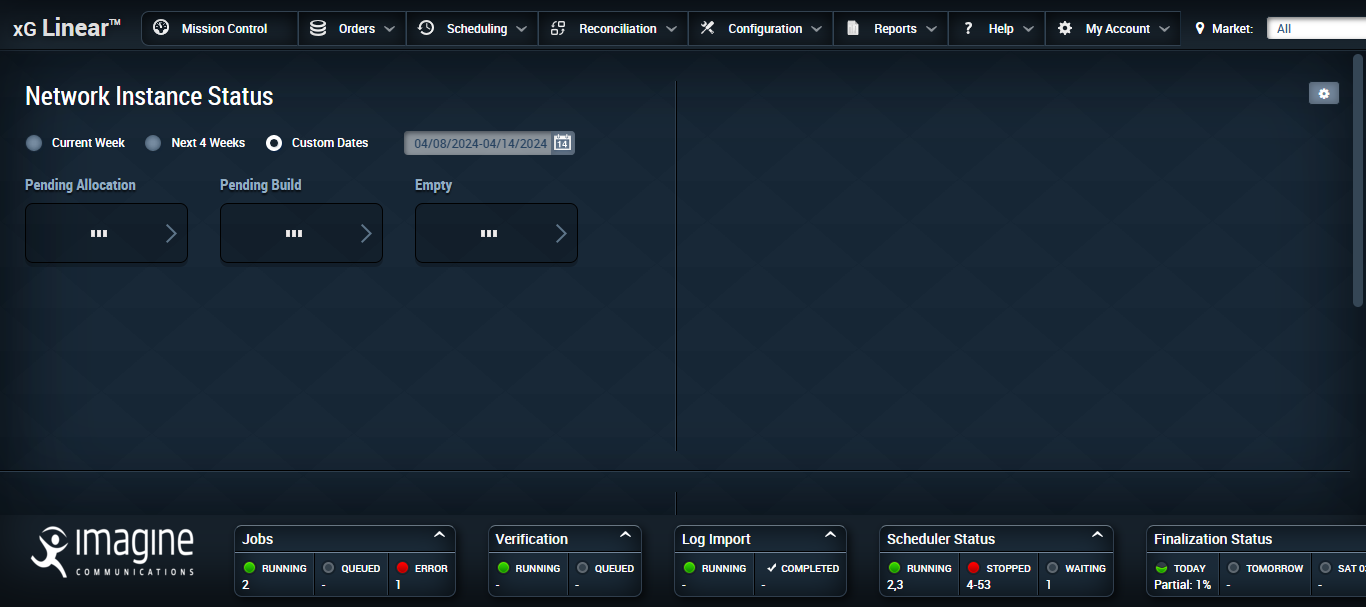 xG Linear™
Mission Control
Orders
Scheduling
Reconciliation
Configuration
Reports
? Help
My Account
Market:
All
Network Instance Status
Current Week
Next 4 Weeks
Custom Dates
04/08/2024-04/14/2024
14
Pending Allocation
Pending Build
Empty
imagine
COMMUNICATIONS
Jobs
RUNNING
2
QUEUED
-
ERROR
1
Verification
RUNNING
-
QUEUED
-
Log Import
RUNNING
-
COMPLETED
-
Scheduler Status
RUNNING
2,3
STOPPED
4-53
WAITING
1
Finalization Status
TODAY
Partial: 1%
TOMORROW
-
SAT
-